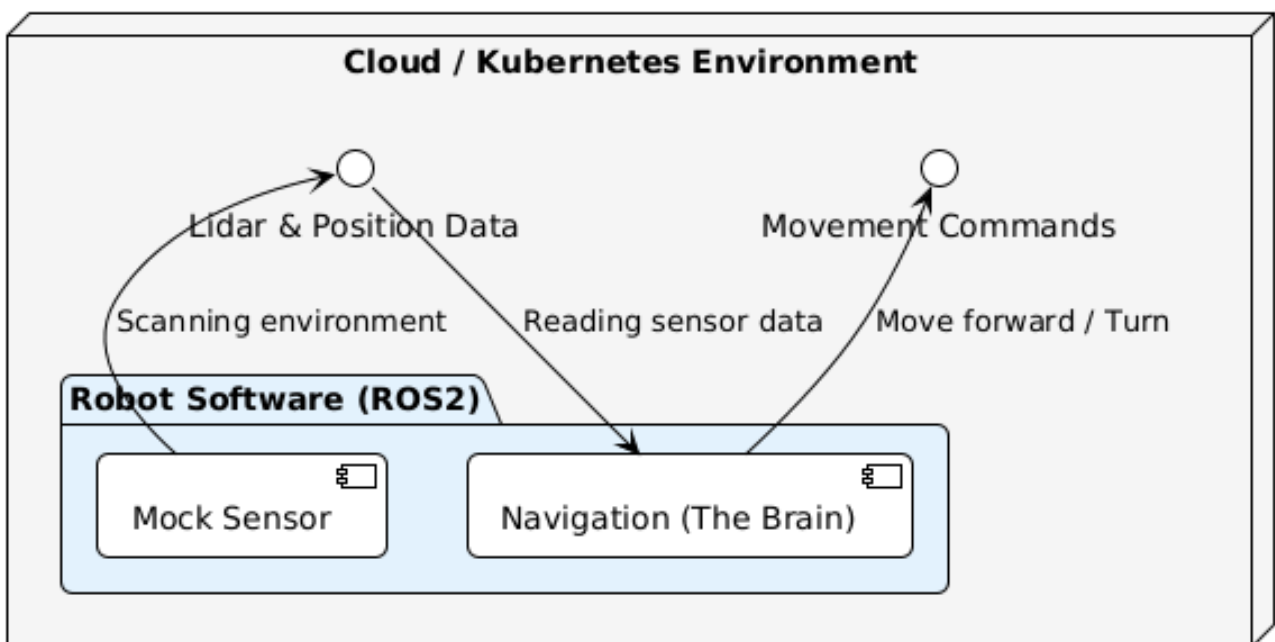 Cloud / Kubernetes Environment
Lidar & Position Data
Movement Commands
Scanning environment
Reading sensor data
Move forward / Turn
Robot Software (ROS2)
Mock Sensor
Navigation (The Brain)